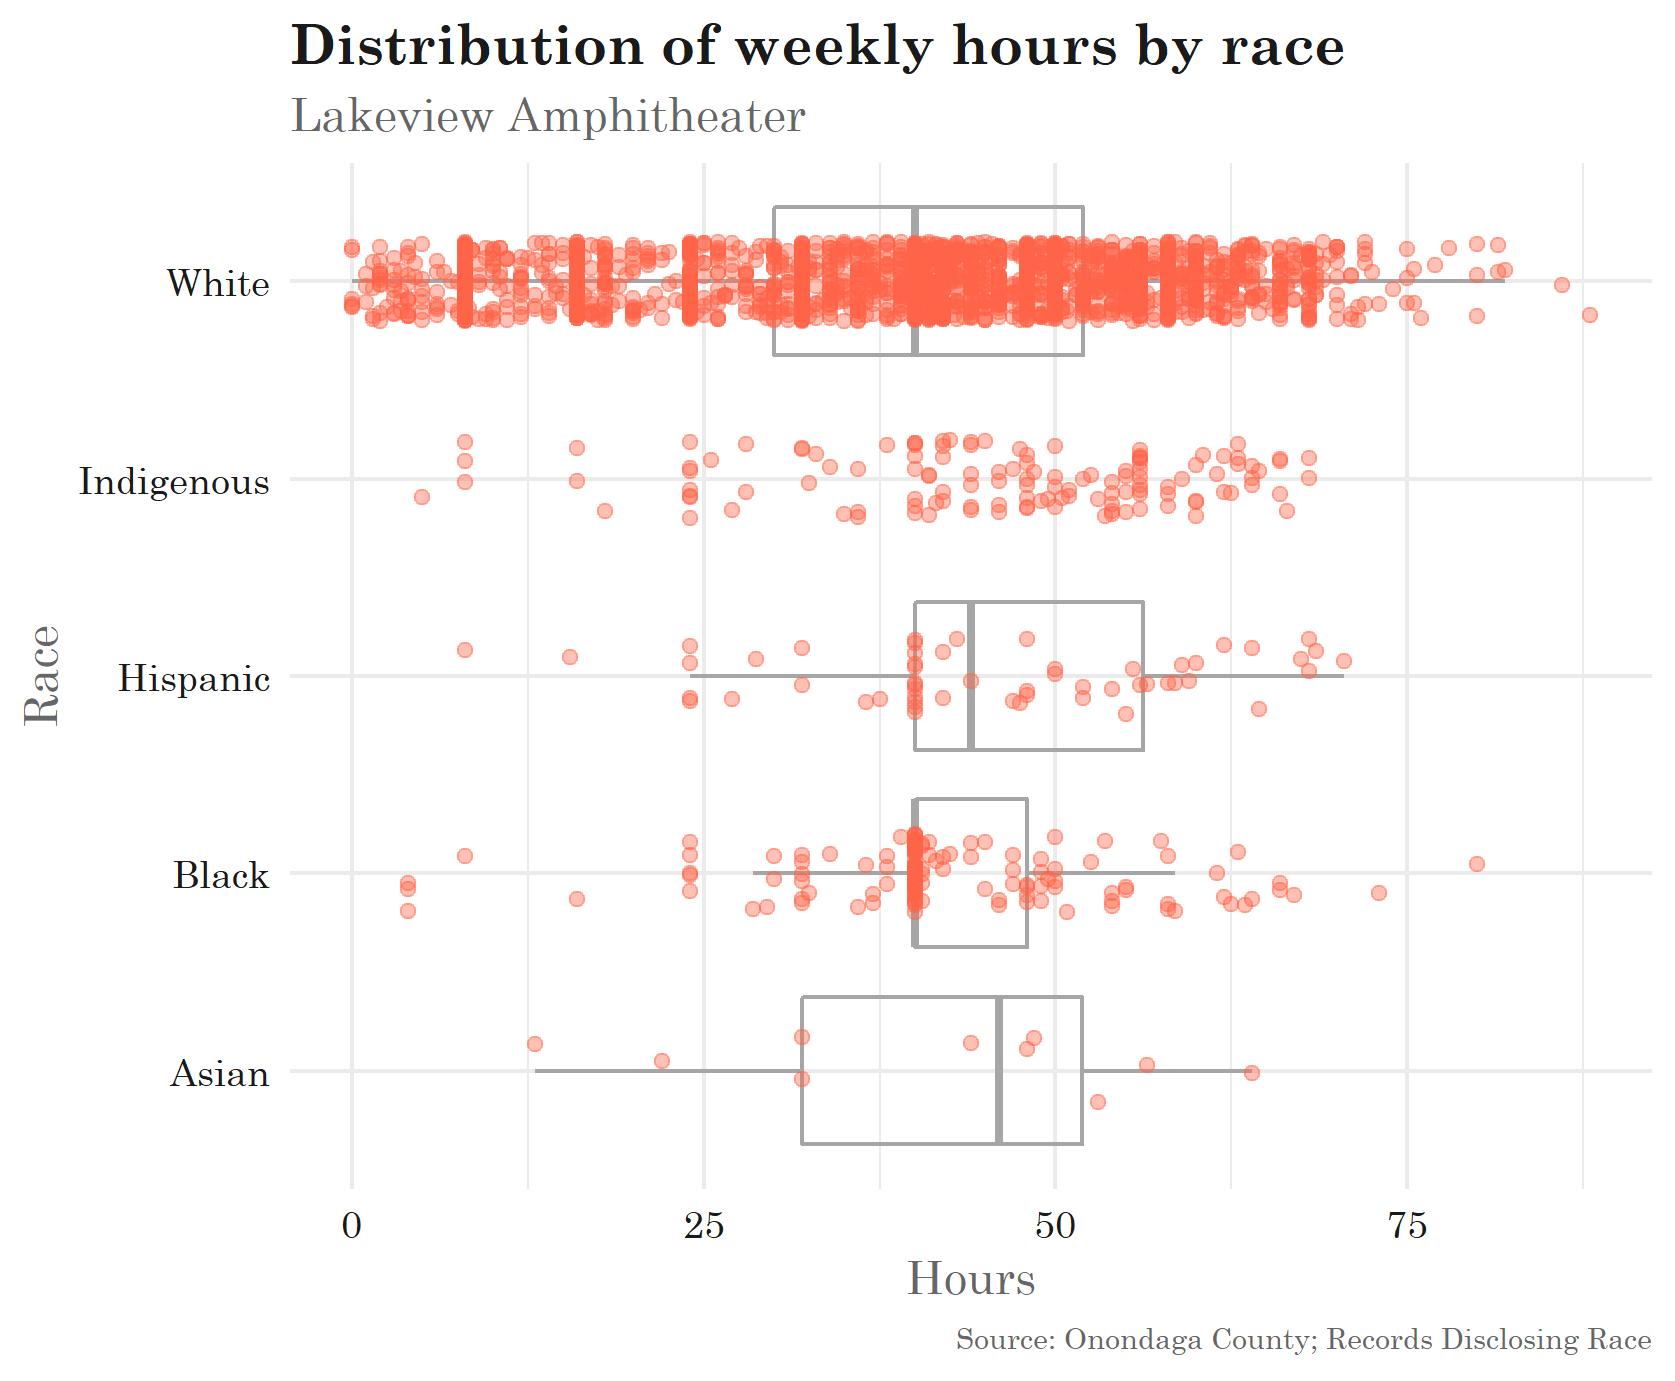 Distribution of weekly hours by race
Lakeview Amphitheater
White
Indigenous
Hispanic
Black
Asian
Race
0 25 50 75
Hours
Source: Onondaga County; Records Disclosing Race